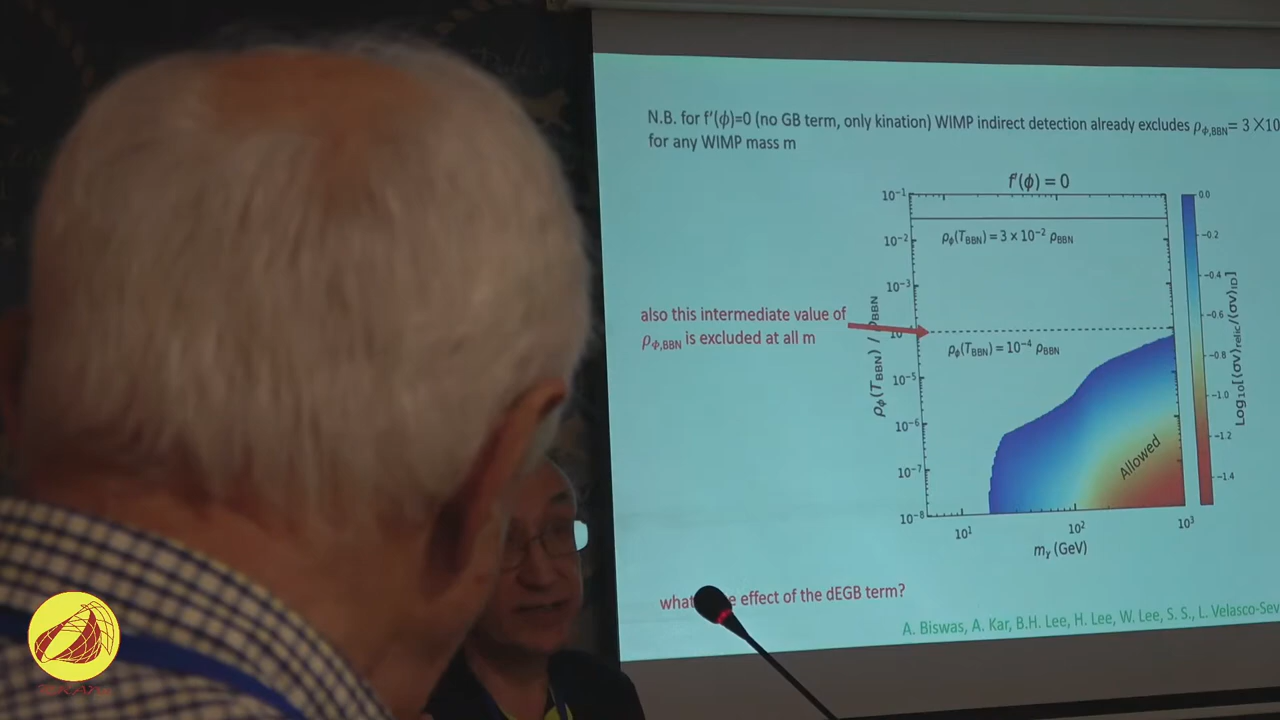 N.B. for f'(ϕ)=0 (no GB term, only kination) WIMP indirect detection already excludes ρϕ,BBN= 3 ×10
for any WIMP mass m
f'(ϕ) = 0
10⁻¹
0.0
ρϕ(TBBN) = 3 × 10⁻² ρBBN
10⁻²
-0.2
-0.4
10⁻³
also this intermediate value of
ρϕ,BBN is excluded at all m
-0.6
ρϕ(TBBN) = 10⁻⁴ ρBBN
-0.8
10⁻⁵
-1.0
10⁻⁶
-1.2
Allowed
10⁻⁷
-1.4
10⁻⁸
ρϕ(TBBN) / ρBBN
Log₁₀[⟨σv⟩relic/⟨σv⟩ID]
10¹
10²
10³
mχ (GeV)
effect of the dEGB term?
A. Biswas, A. Kar, B.H. Lee, H. Lee, W. Lee, S. S., L. Velasco-Sev